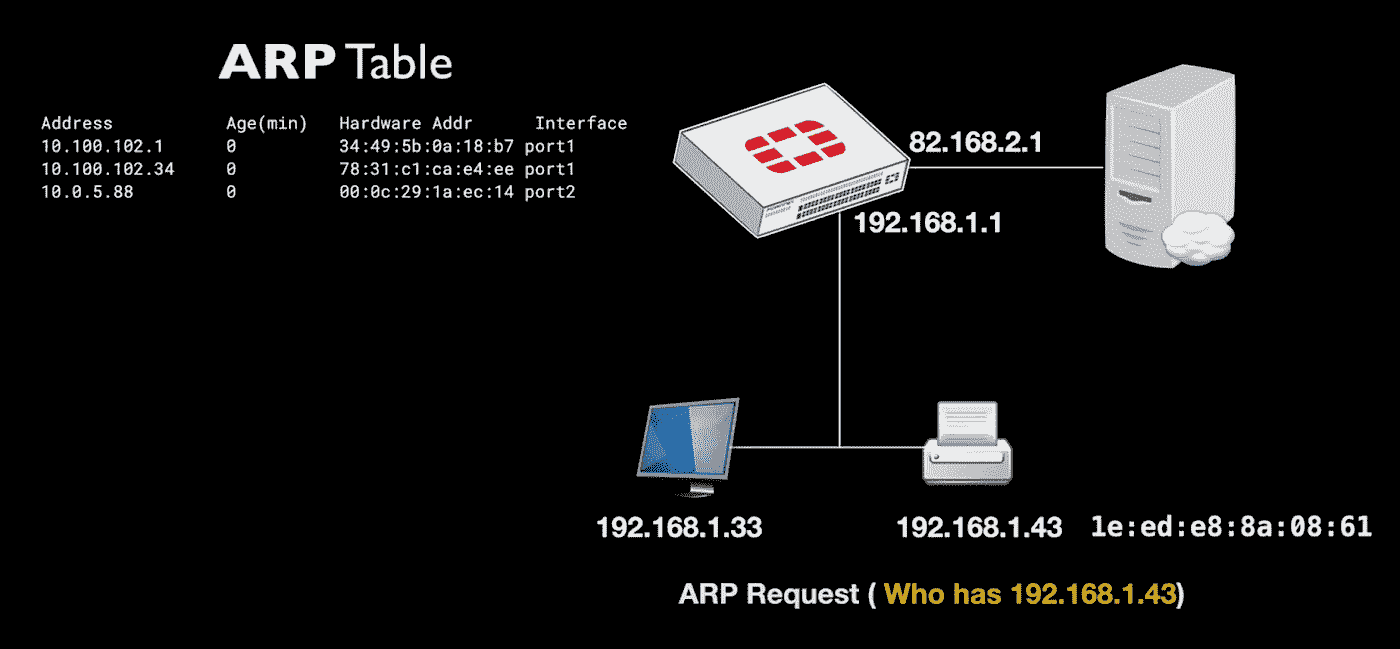 ARP Table
Address Age(min) Hardware Addr Interface
10.100.102.1 0 34:49:5b:0a:18:b7 port1
10.100.102.34 0 78:31:c1:ca:e4:ee port1
10.0.5.88 0 00:0c:29:1a:ec:14 port2
82.168.2.1
192.168.1.1
192.168.1.33
192.168.1.43 1e:ed:e8:8a:08:61
ARP Request ( Who has 192.168.1.43)